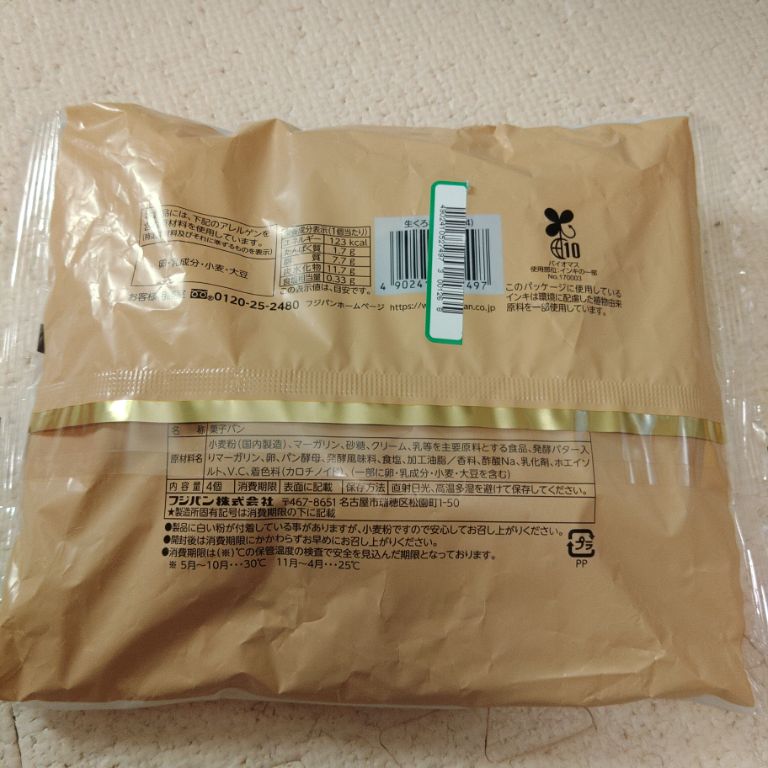 品には、下記のアレルゲンを
原材料を使用しています。
卵・乳成分・小麦・大豆
お客様 0120-25-2480
成分表示(1個当たり)
エネルギー 123 kcal
たんぱく質 1.7 g
質 7.7 g
炭水化物 11.7 g
食塩相当量 0.33 g
この表示値は、目安です。
フジパンホームページ https://w an.co.jp
生くろ 4)
4 90241 497
4902410527497 3 00126 6
10
バイオマス
使用部位:インキの一部
No.170003
このパッケージに使用している
インキは環境に配慮した植物由来
原料を一部使用しています。
名 称 菓子パン
原材料名 小麦粉(国内製造)、マーガリン、砂糖、クリーム、乳等を主要原料とする食品、発酵バター入
りマーガリン、卵、パン酵母、発酵風味料、食塩、加工油脂/香料、酢酸Na、乳化剤、ホエイソ
ルト、V.C、着色料(カロチノイド)、(一部に卵・乳成分・小麦・大豆を含む)
内容量 4個 消費期限 表面に記載 保存方法 直射日光、高温多湿を避けて保存してください。
フジパン株式会社 〒467-8651 名古屋市瑞穂区松園町1-50
★製造所固有記号は消費期限の下に記載
●製品に白い粉が付着している事がありますが、小麦粉ですので安心してお召し上がりください。
●開封後は消費期限にかかわらずお早めにお召し上がりください。
●消費期限は(※)℃の保管温度の検査で安全を見込んだ期限となっております。
※ 5月〜10月・・・30℃ 11月〜4月・・・25℃
プラ
PP